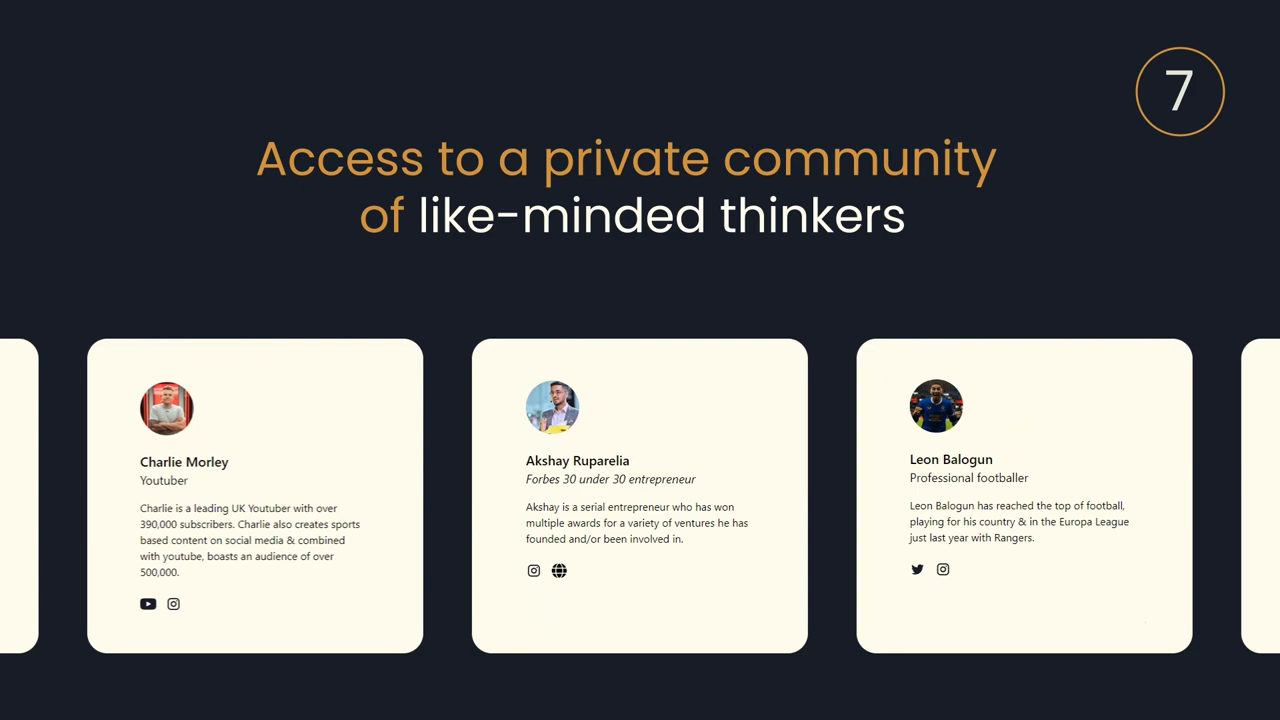 7
Access to a private community
of like-minded thinkers
Charlie Morley
Youtuber
Charlie is a leading UK Youtuber with over
390,000 subscribers. Charlie also creates sports
based content on social media & combined
with youtube, boasts an audience of over
500,000.
Akshay Ruparelia
Forbes 30 under 30 entrepreneur
Akshay is a serial entrepreneur who has won
multiple awards for a variety of ventures he has
founded and/or been involved in.
Leon Balogun
Professional footballer
Leon Balogun has reached the top of football,
playing for his country & in the Europa League
just last year with Rangers.